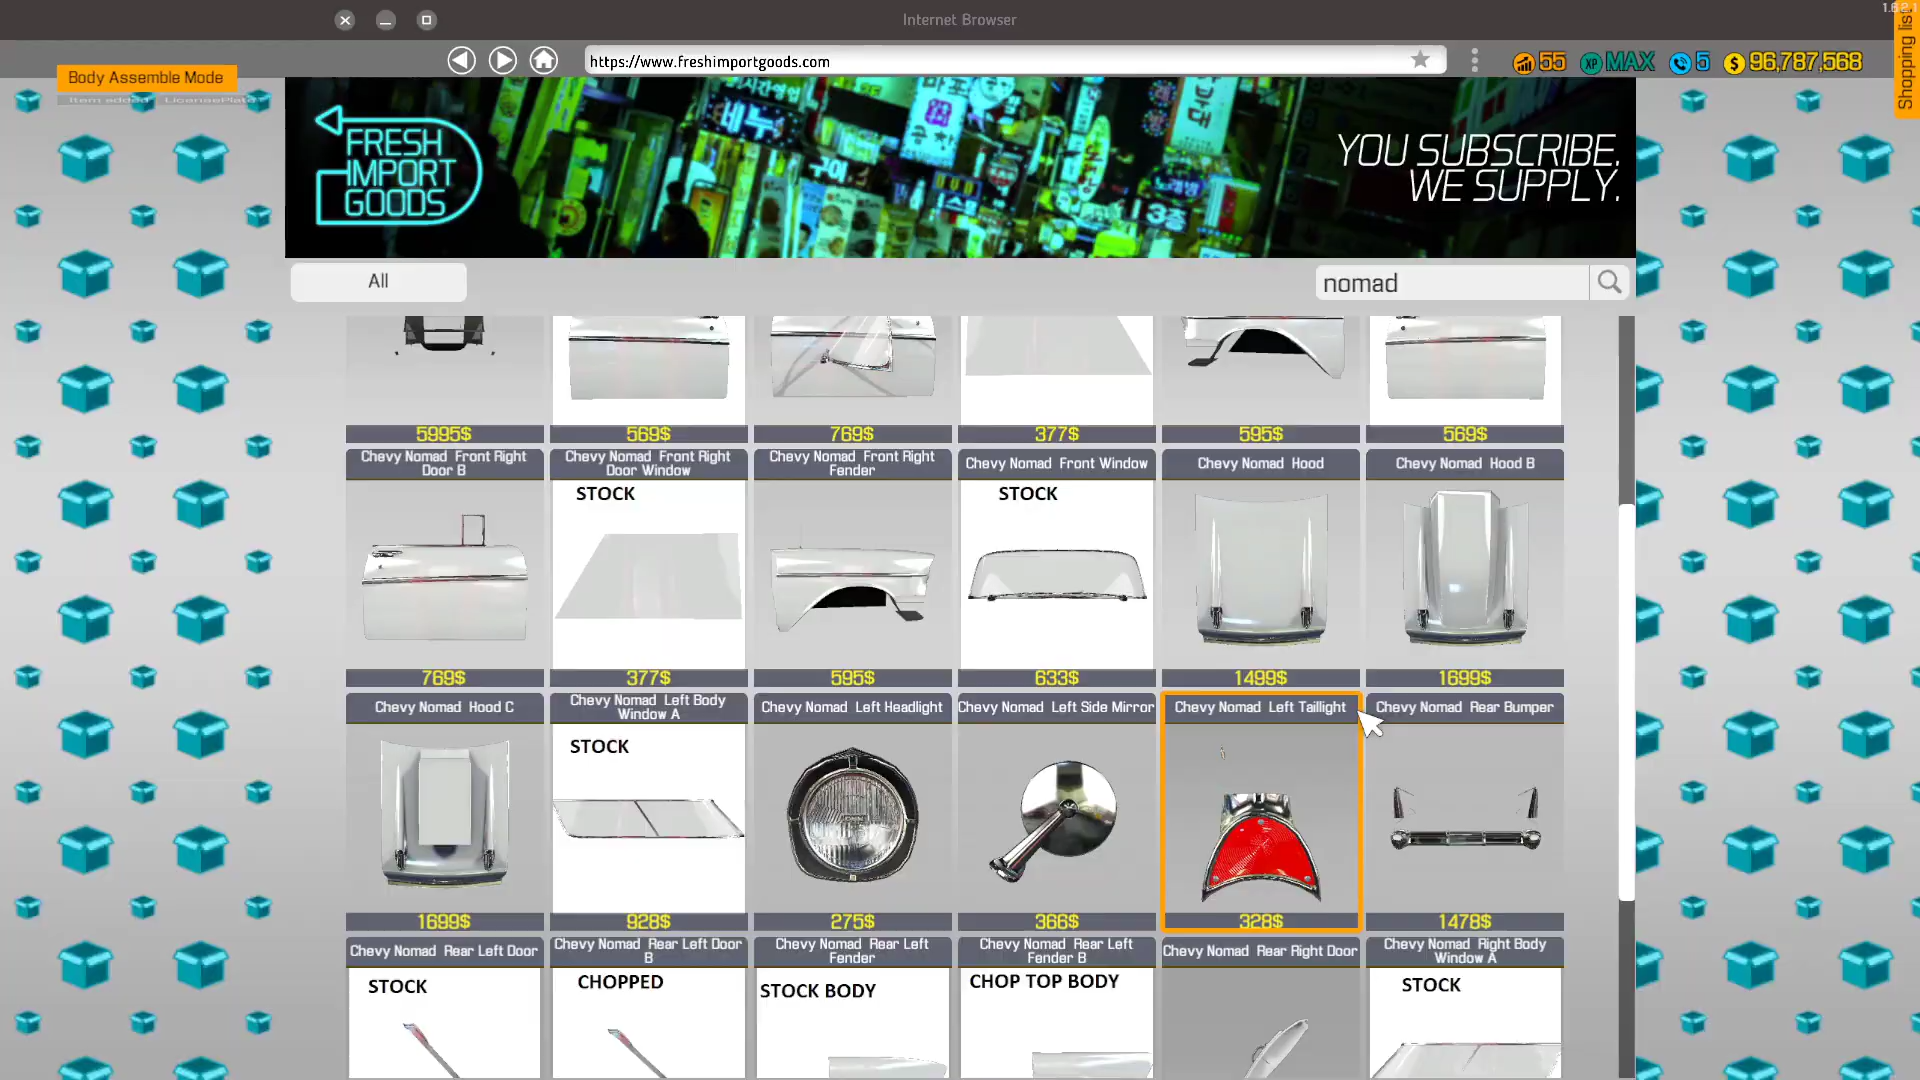 Internet Browser
1.6.2.1
https://www.freshimportgoods.com
55
XP MAX
5
$ 96,787,568
Shopping list
Body Assemble Mode
Item added LicensePlate
FRESH
IMPORT
GOODS
YOU SUBSCRIBE.
WE SUPPLY.
All
nomad
5995$ 569$ 769$ 377$ 595$ 569$
Chevy Nomad Front Right Door B
Chevy Nomad Front Right Door Window
Chevy Nomad Front Right Fender
Chevy Nomad Front Window
Chevy Nomad Hood
Chevy Nomad Hood B
STOCK
STOCK
769$ 377$ 595$ 633$ 1499$ 1699$
Chevy Nomad Hood C
Chevy Nomad Left Body Window A
Chevy Nomad Left Headlight
Chevy Nomad Left Side Mirror
Chevy Nomad Left Taillight
Chevy Nomad Rear Bumper
STOCK
1699$ 928$ 275$ 366$ 328$ 1478$
Chevy Nomad Rear Left Door
Chevy Nomad Rear Left Door B
Chevy Nomad Rear Left Fender
Chevy Nomad Rear Left Fender B
Chevy Nomad Rear Right Door
Chevy Nomad Right Body Window A
STOCK
CHOPPED
STOCK BODY
CHOP TOP BODY
STOCK